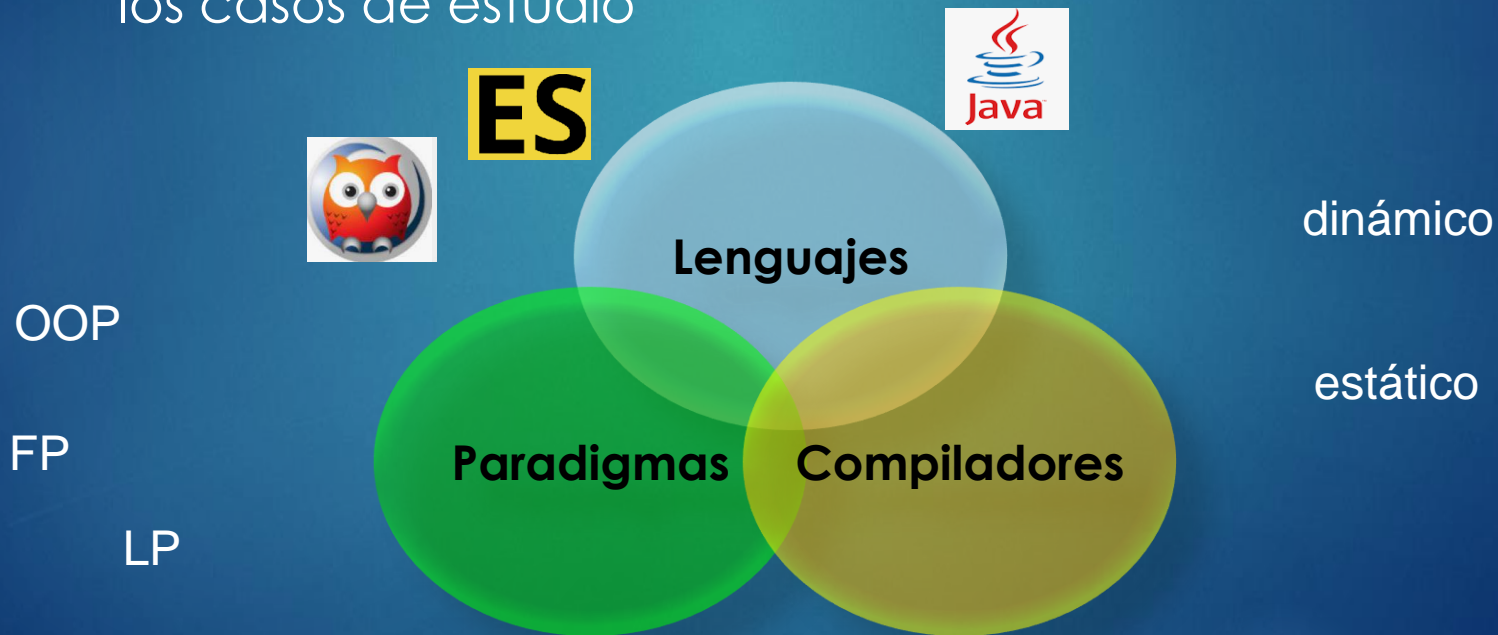 los casos de estudio
ES
Java
Lenguajes
dinámico
OOP
estático
FP
Paradigmas
Compiladores
LP